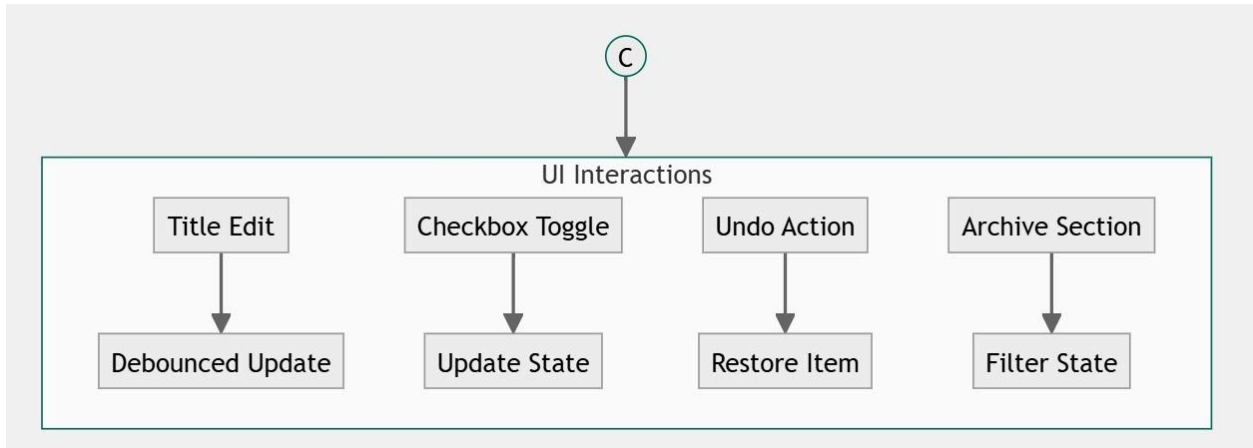 C
UI Interactions
Title Edit
Checkbox Toggle
Undo Action
Archive Section
Debounced Update
Update State
Restore Item
Filter State